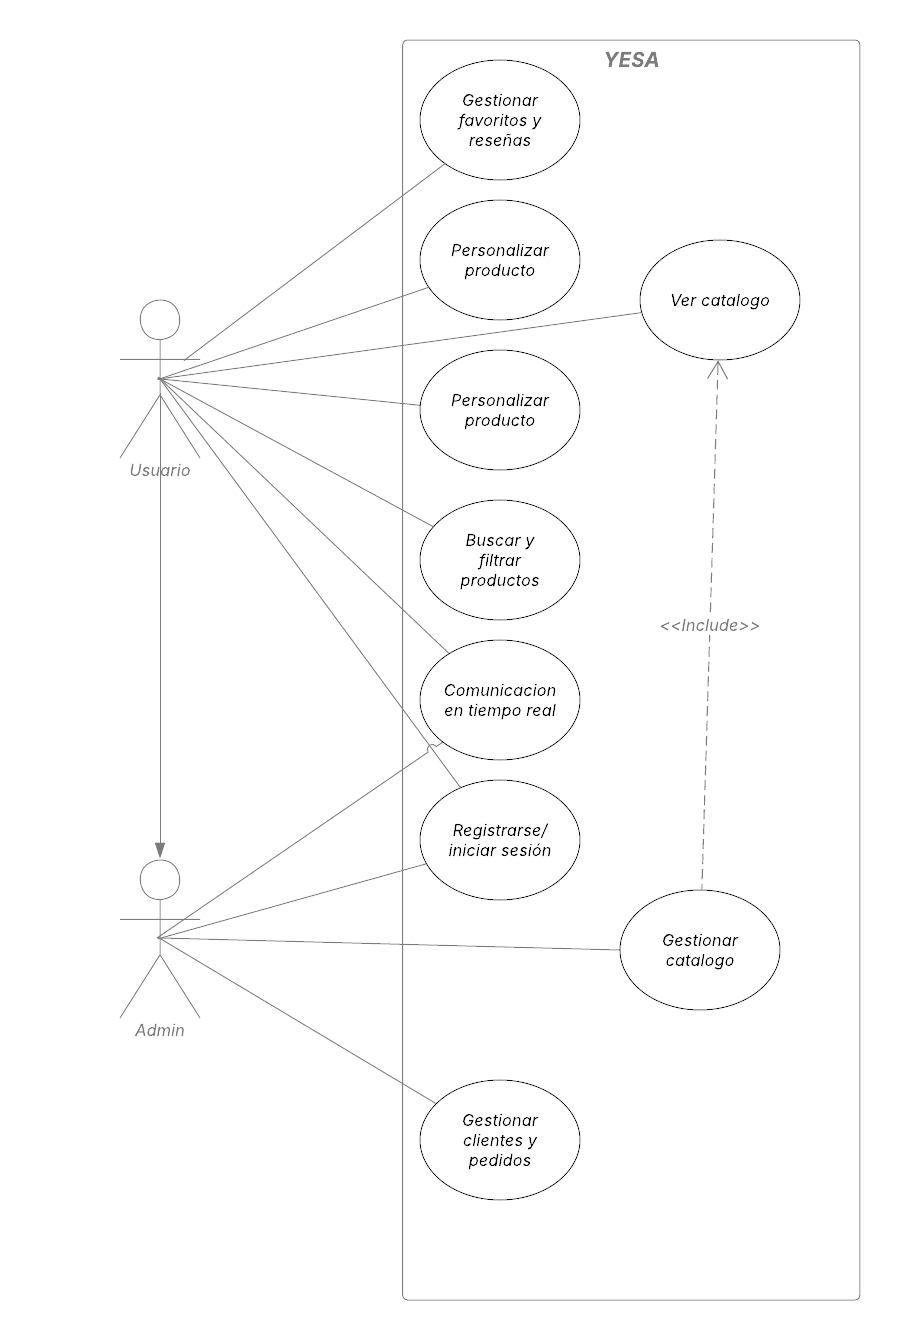 YESA
Gestionar
favoritos y
reseñas
Personalizar
producto
Ver catalogo
Personalizar
producto
Usuario
Buscar y
filtrar
productos
<<Include>>
Comunicacion
en tiempo real
Registrarse/
iniciar sesión
Gestionar
catalogo
Admin
Gestionar
clientes y
pedidos